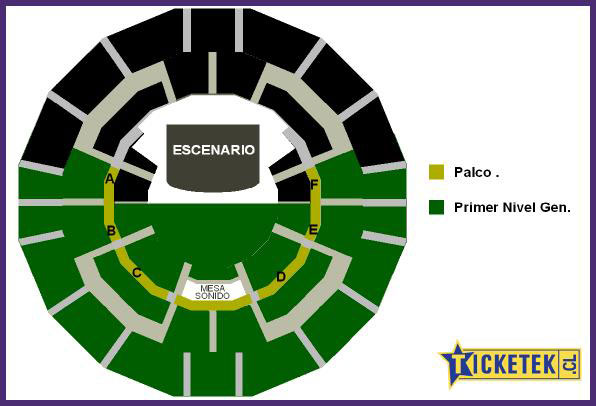 ESCENARIO
A
F
B
E
C
D
MESA
SONIDO
Palco .
Primer Nivel Gen.
TICKETEK.CL